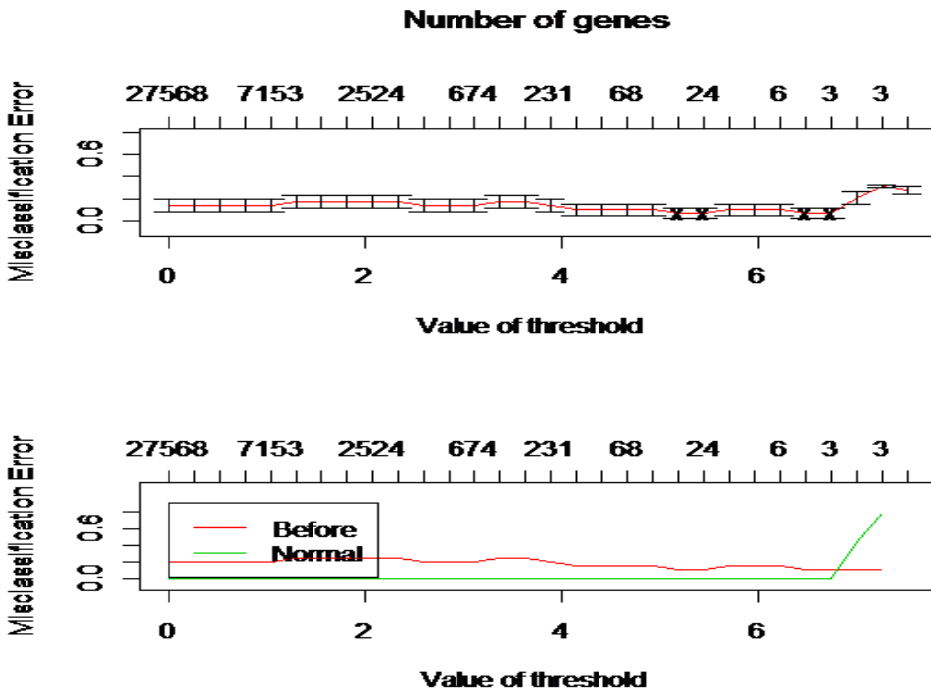 Number of genes
27568 7153 2524 674 231 68 24 6 3 3
Misclassification Error
0.6
0.0
x x x x
0 2 4 6
Value of threshold
27568 7153 2524 674 231 68 24 6 3 3
Misclassification Error
0.6
0.0
Before
Normal
0 2 4 6
Value of threshold